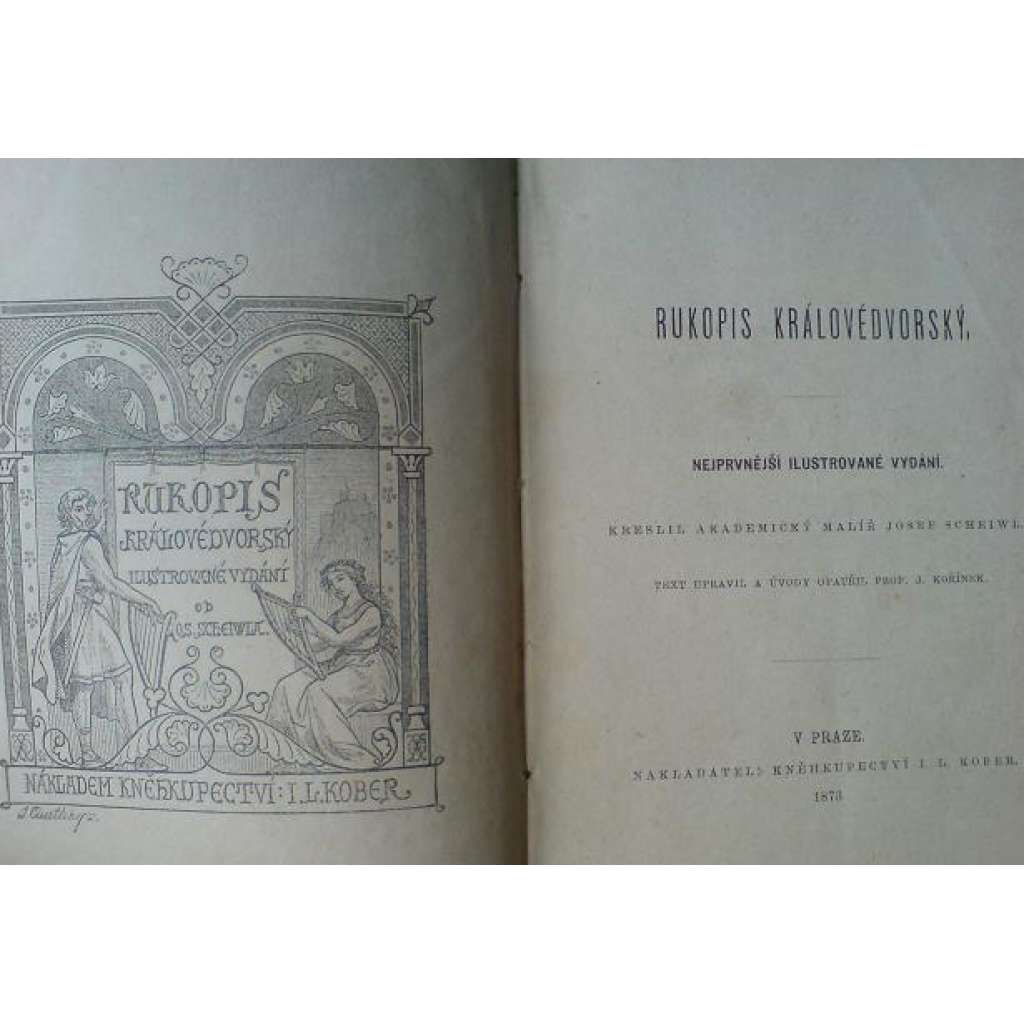 RUKOPIS
KRÁLOVÉDVORSKÝ
ILUSTROVANÉ VYDÁNÍ
OD
JOS. SCHEIWLA.
NÁKLADEM KNĚHKUPECTVÍ: I. L. KOBER
RUKOPIS KRÁLOVÉDVORSKÝ.
NEJPRVNĚJŠÍ ILUSTROVANÉ VYDÁNÍ.
KRESLIL AKADEMICKÝ MALÍŘ JOSEF SCHEIWL.
TEXT UPRAVIL A ÚVODY OPATŘIL PROF. J. KOŘÍNEK.
V PRAZE.
NAKLADATEL: KNĚHKUPECTVÍ I. L. KOBER.
1873